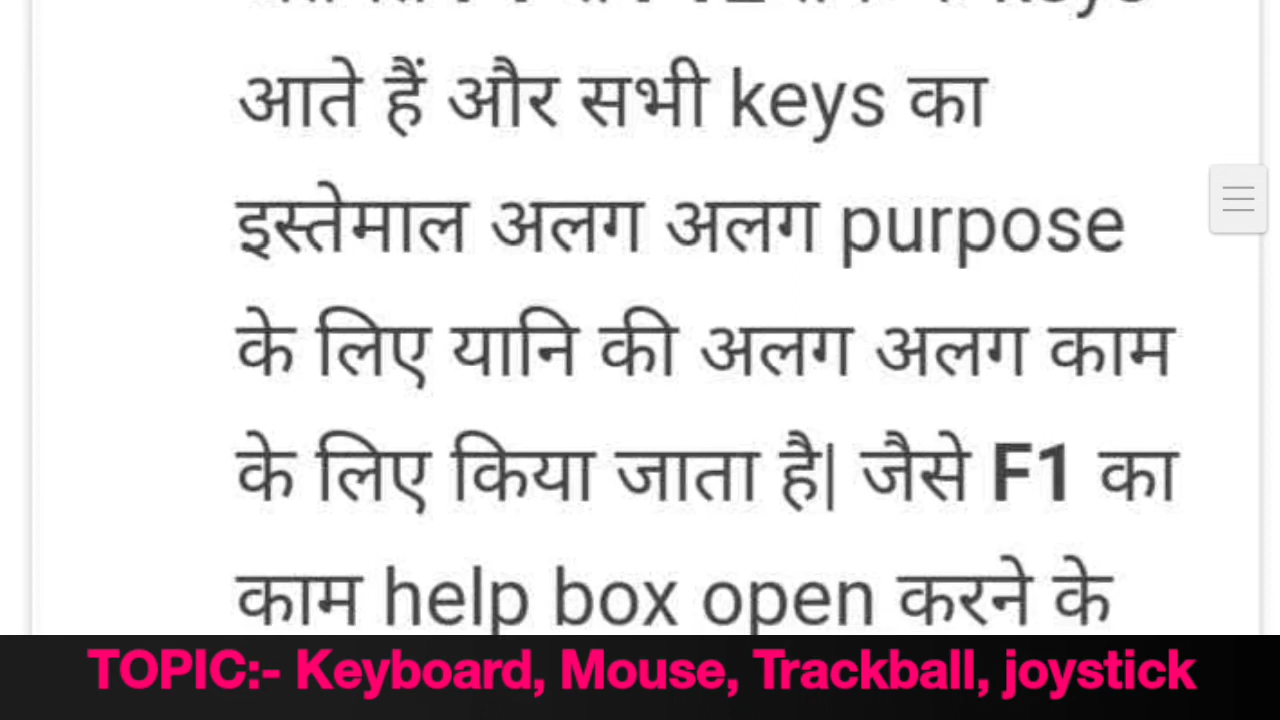 keys
आते हैं और सभी keys का
इस्तेमाल अलग अलग purpose
के लिए यानि की अलग अलग काम
के लिए किया जाता है| जैसे F1 का
काम help box open करने के
TOPIC:- Keyboard, Mouse, Trackball, joystick